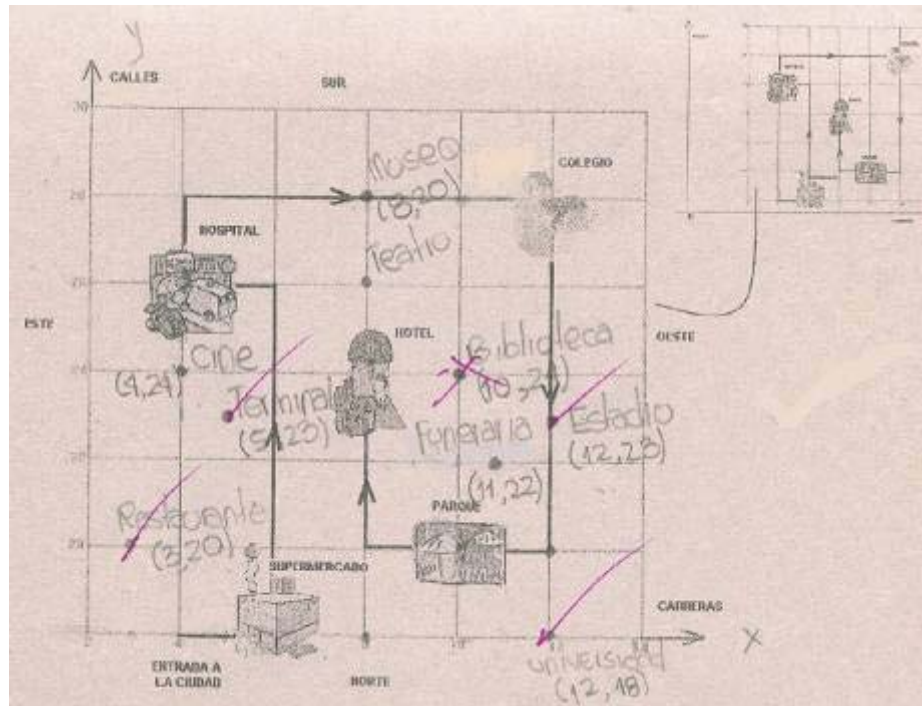 y
CALLES
SUR
Museo
(8,20)
COLEGIO
HOSPITAL
Teatro
ESTE
HOTEL
OESTE
Biblioteca
Cine
(4,24)
Terminal
(5,23)
Estadio
(12,23)
Funeraria
(11,22)
PARQUE
Restaurante
(3,20)
SUPERMERCADO
CARRERAS
X
ENTRADA A
LA CIUDAD
NORTE
universidad
(12,18)